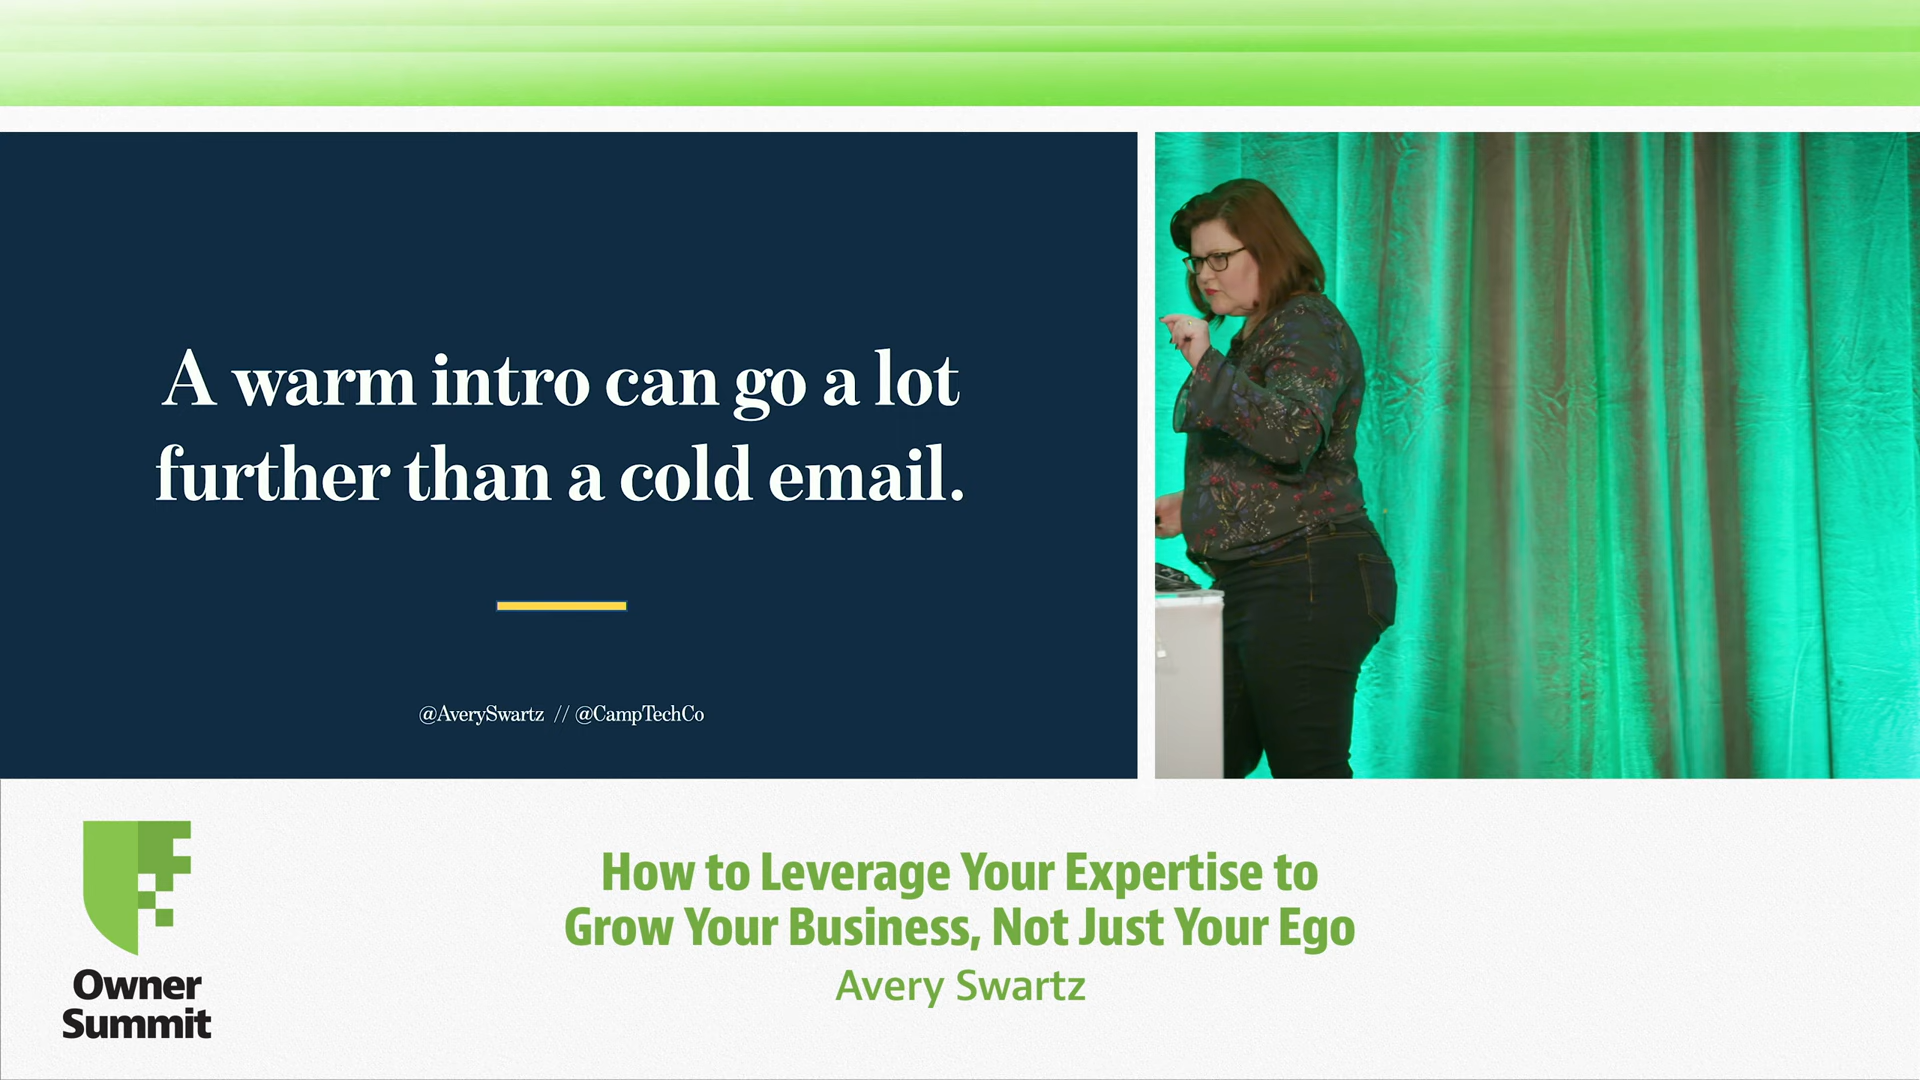 A warm intro can go a lot
further than a cold email.
@AverySwartz // @CampTechCo
Owner
Summit
How to Leverage Your Expertise to
Grow Your Business, Not Just Your Ego
Avery Swartz